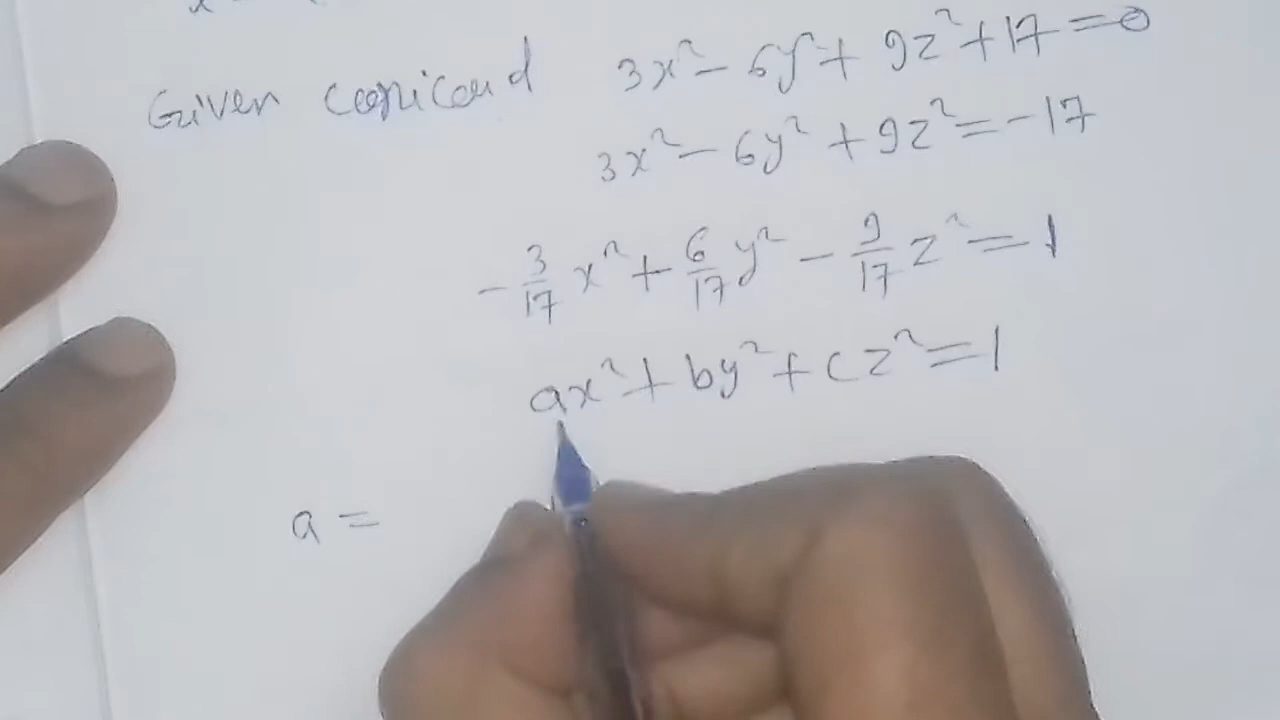 Given conicoid 3x² - 6y² + 9z² + 17 = 0
3x² - 6y² + 9z² = -17
-3/17 x² + 6/17 y² - 9/17 z² = 1
ax² + by² + cz² = 1
a =